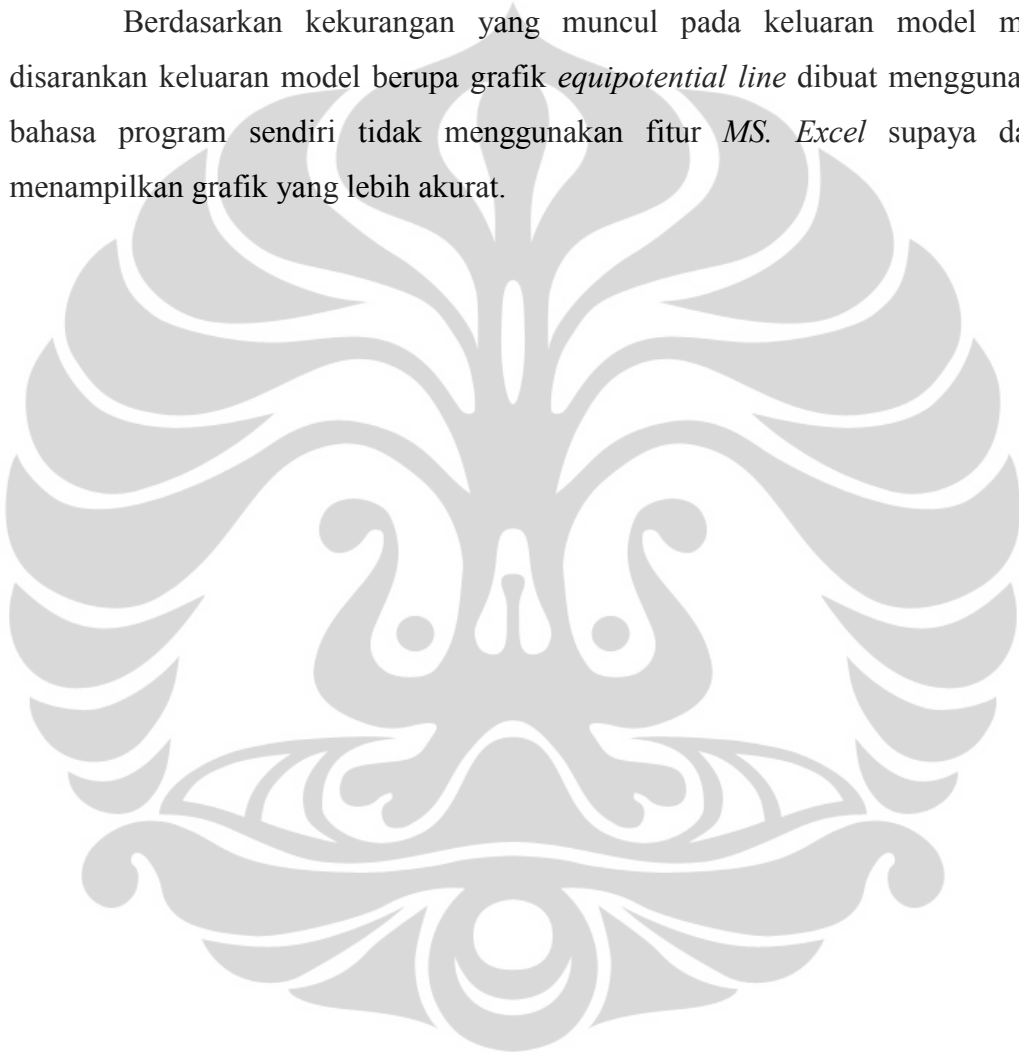 Berdasarkan kekurangan yang muncul pada keluaran model m
disarankan keluaran model berupa grafik equipotential line dibuat mengguna
bahasa program sendiri tidak menggunakan fitur MS. Excel supaya da
menampilkan grafik yang lebih akurat.